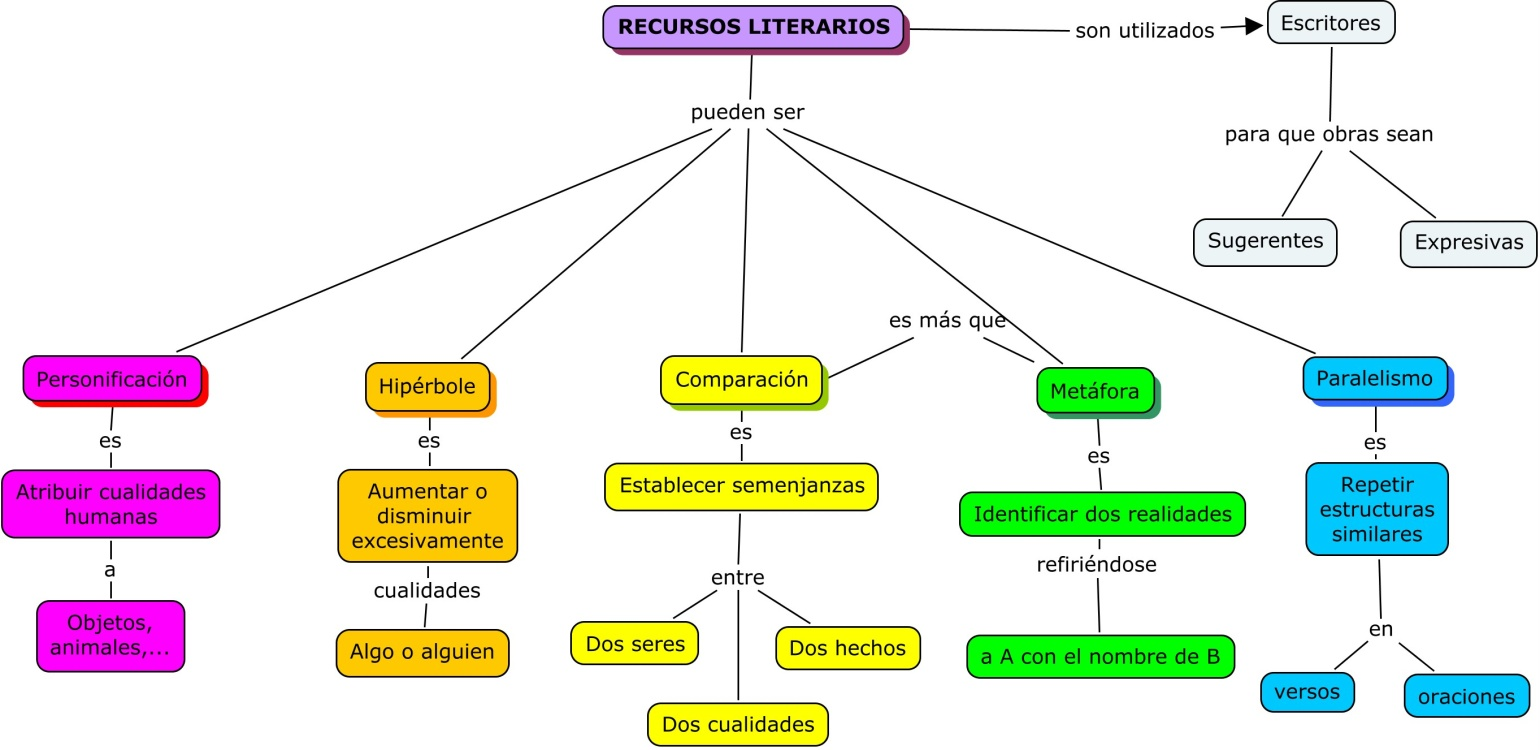 RECURSOS LITERARIOS
son utilizados
Escritores
para que obras sean
Sugerentes
Expresivas
pueden ser
Personificación
es
Atribuir cualidades
humanas
a
Objetos,
animales,...
Hipérbole
es
Aumentar o
disminuir
excesivamente
cualidades
Algo o alguien
Comparación
es
Establecer semenjanzas
entre
Dos seres
Dos cualidades
Dos hechos
es más que
Metáfora
es
Identificar dos realidades
refiriéndose
a A con el nombre de B
Paralelismo
es
Repetir
estructuras
similares
en
versos
oraciones